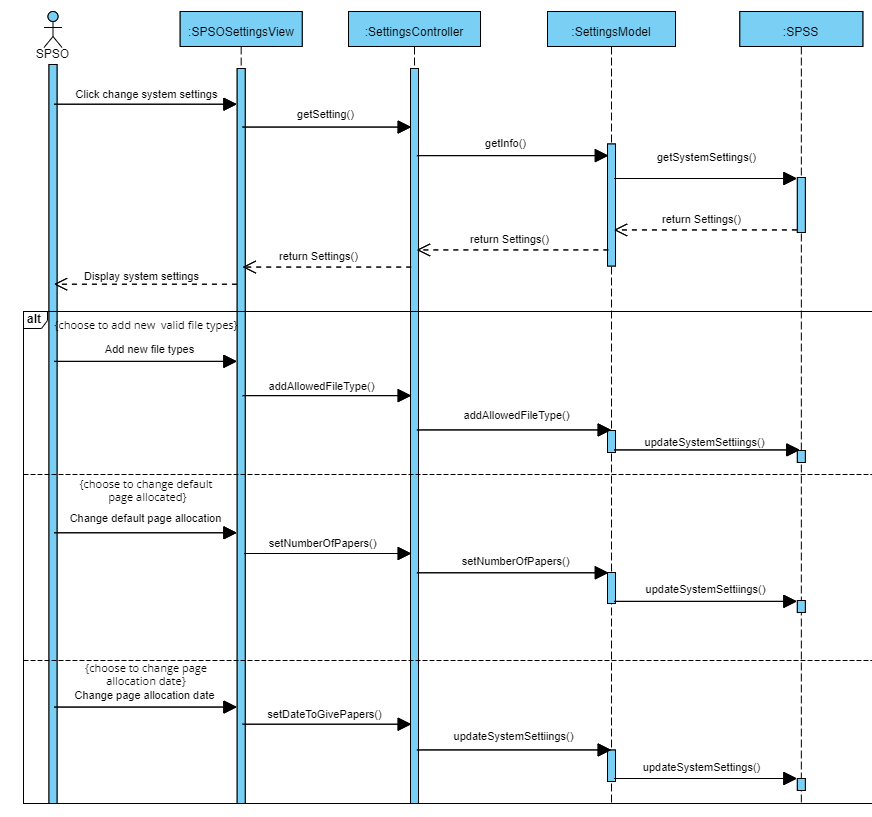 SPSO
:SPSOSettingsView
:SettingsController
:SettingsModel
:SPSS
Click change system settings
getSetting()
getInfo()
getSystemSettings()
return Settings()
return Settings()
return Settings()
Display system settings
alt
{choose to add new valid file types}
Add new file types
addAllowedFileType()
addAllowedFileType()
updateSystemSettiings()
{choose to change default
page allocated}
Change default page allocation
setNumberOfPapers()
setNumberOfPapers()
updateSystemSettiings()
{choose to change page
allocation date}
Change page allocation date
setDateToGivePapers()
updateSystemSettiings()
updateSystemSettings()